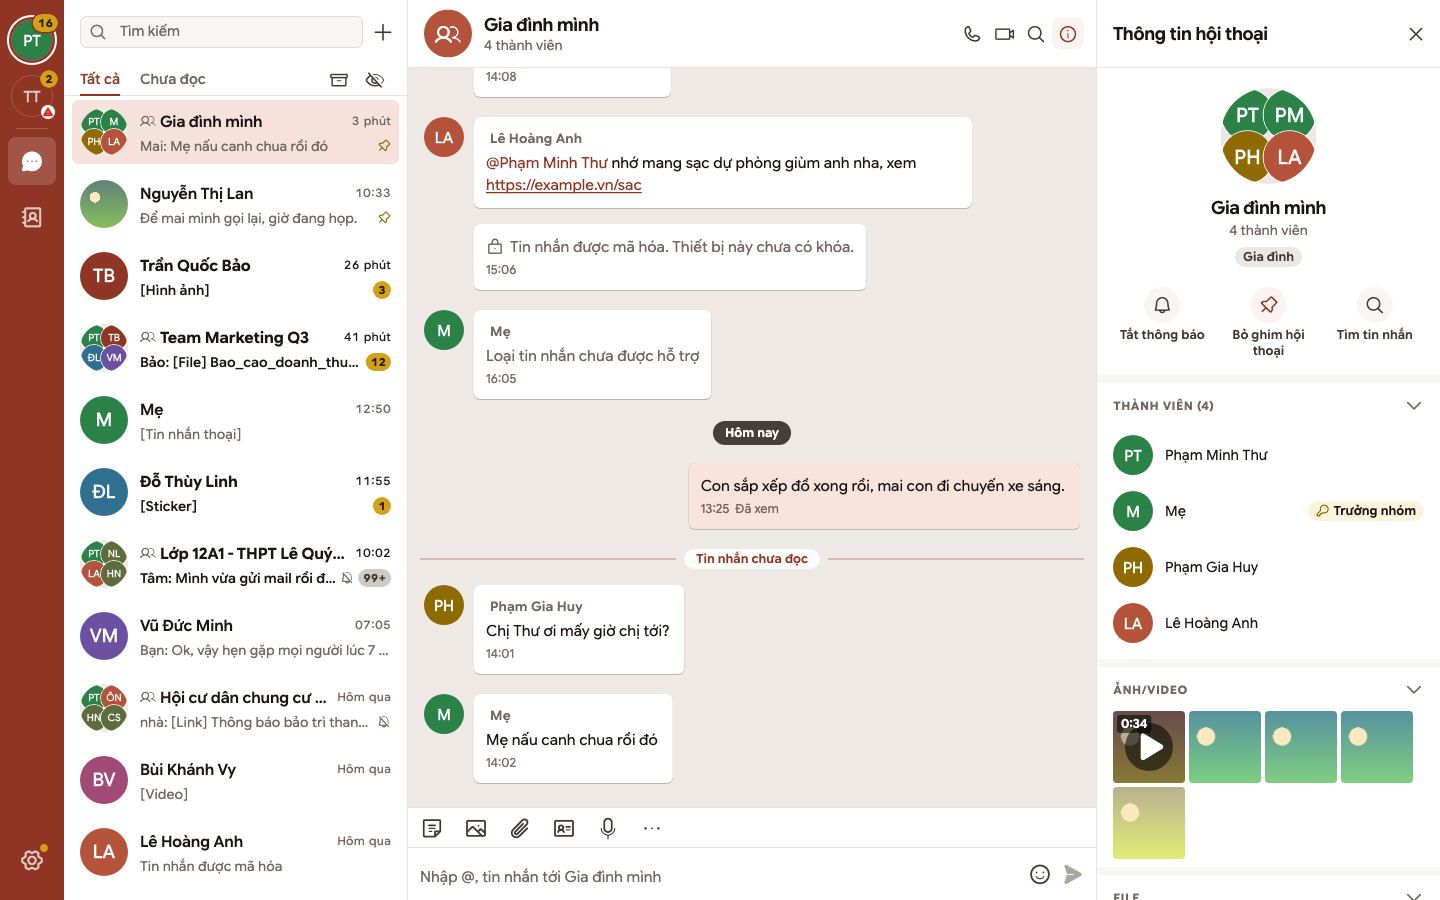 PT
16
TT
2
Tìm kiếm
Tất cả
Chưa đọc
PT
M
PH
LA
Gia đình mình
3 phút
Mai: Mẹ nấu canh chua rồi đó
Nguyễn Thị Lan
10:33
Để mai mình gọi lại, giờ đang họp.
TB
Trần Quốc Bảo
26 phút
[Hình ảnh]
3
PT
TB
ĐL
VM
Team Marketing Q3
41 phút
Bảo: [File] Bao_cao_doanh_thu...
12
M
Mẹ
12:50
[Tin nhắn thoại]
ĐL
Đỗ Thùy Linh
11:55
[Sticker]
1
PT
NL
LA
HN
Lớp 12A1 - THPT Lê Quý...
10:02
Tâm: Mình vừa gửi mail rồi đ...
99+
VM
Vũ Đức Minh
07:05
Bạn: Ok, vậy hẹn gặp mọi người lúc 7 ...
PT
ÔN
HN
CS
Hội cư dân chung cư ...
Hôm qua
nhà: [Link] Thông báo bảo trì than...
BV
Bùi Khánh Vy
Hôm qua
[Video]
LA
Lê Hoàng Anh
Hôm qua
Tin nhắn được mã hóa
Gia đình mình
4 thành viên
14:08
LA
Lê Hoàng Anh
@Phạm Minh Thư nhớ mang sạc dự phòng giùm anh nha, xem
https://example.vn/sac
Tin nhắn được mã hóa. Thiết bị này chưa có khóa.
15:06
M
Mẹ
Loại tin nhắn chưa được hỗ trợ
16:05
Hôm nay
Con sắp xếp đồ xong rồi, mai con đi chuyến xe sáng.
13:25 Đã xem
Tin nhắn chưa đọc
PH
Phạm Gia Huy
Chị Thư ơi mấy giờ chị tới?
14:01
M
Mẹ
Mẹ nấu canh chua rồi đó
14:02
Nhập @, tin nhắn tới Gia đình mình
Thông tin hội thoại
PT
PM
PH
LA
Gia đình mình
4 thành viên
Gia đình
Tắt thông báo
Bỏ ghim hội
thoại
Tìm tin nhắn
THÀNH VIÊN (4)
PT
Phạm Minh Thư
M
Mẹ
Trưởng nhóm
PH
Phạm Gia Huy
LA
Lê Hoàng Anh
ẢNH/VIDEO
0:34
FILE